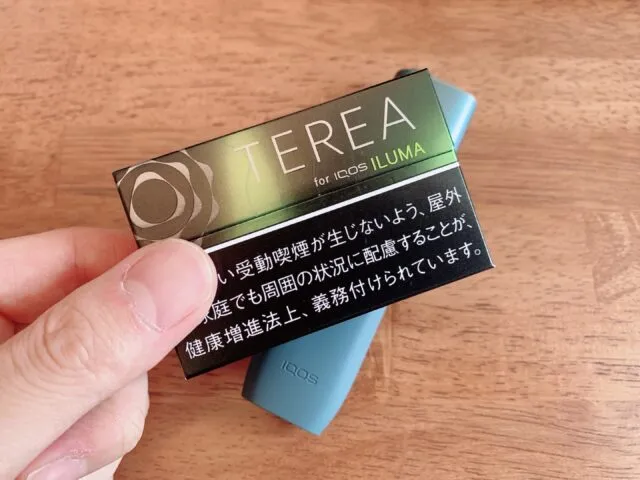 TEREA
for IQOS ILUMA
い受動喫煙が生じないよう、屋外
家庭でも周囲の状況に配慮することが、
健康増進法上、義務付けられています。
IQOS